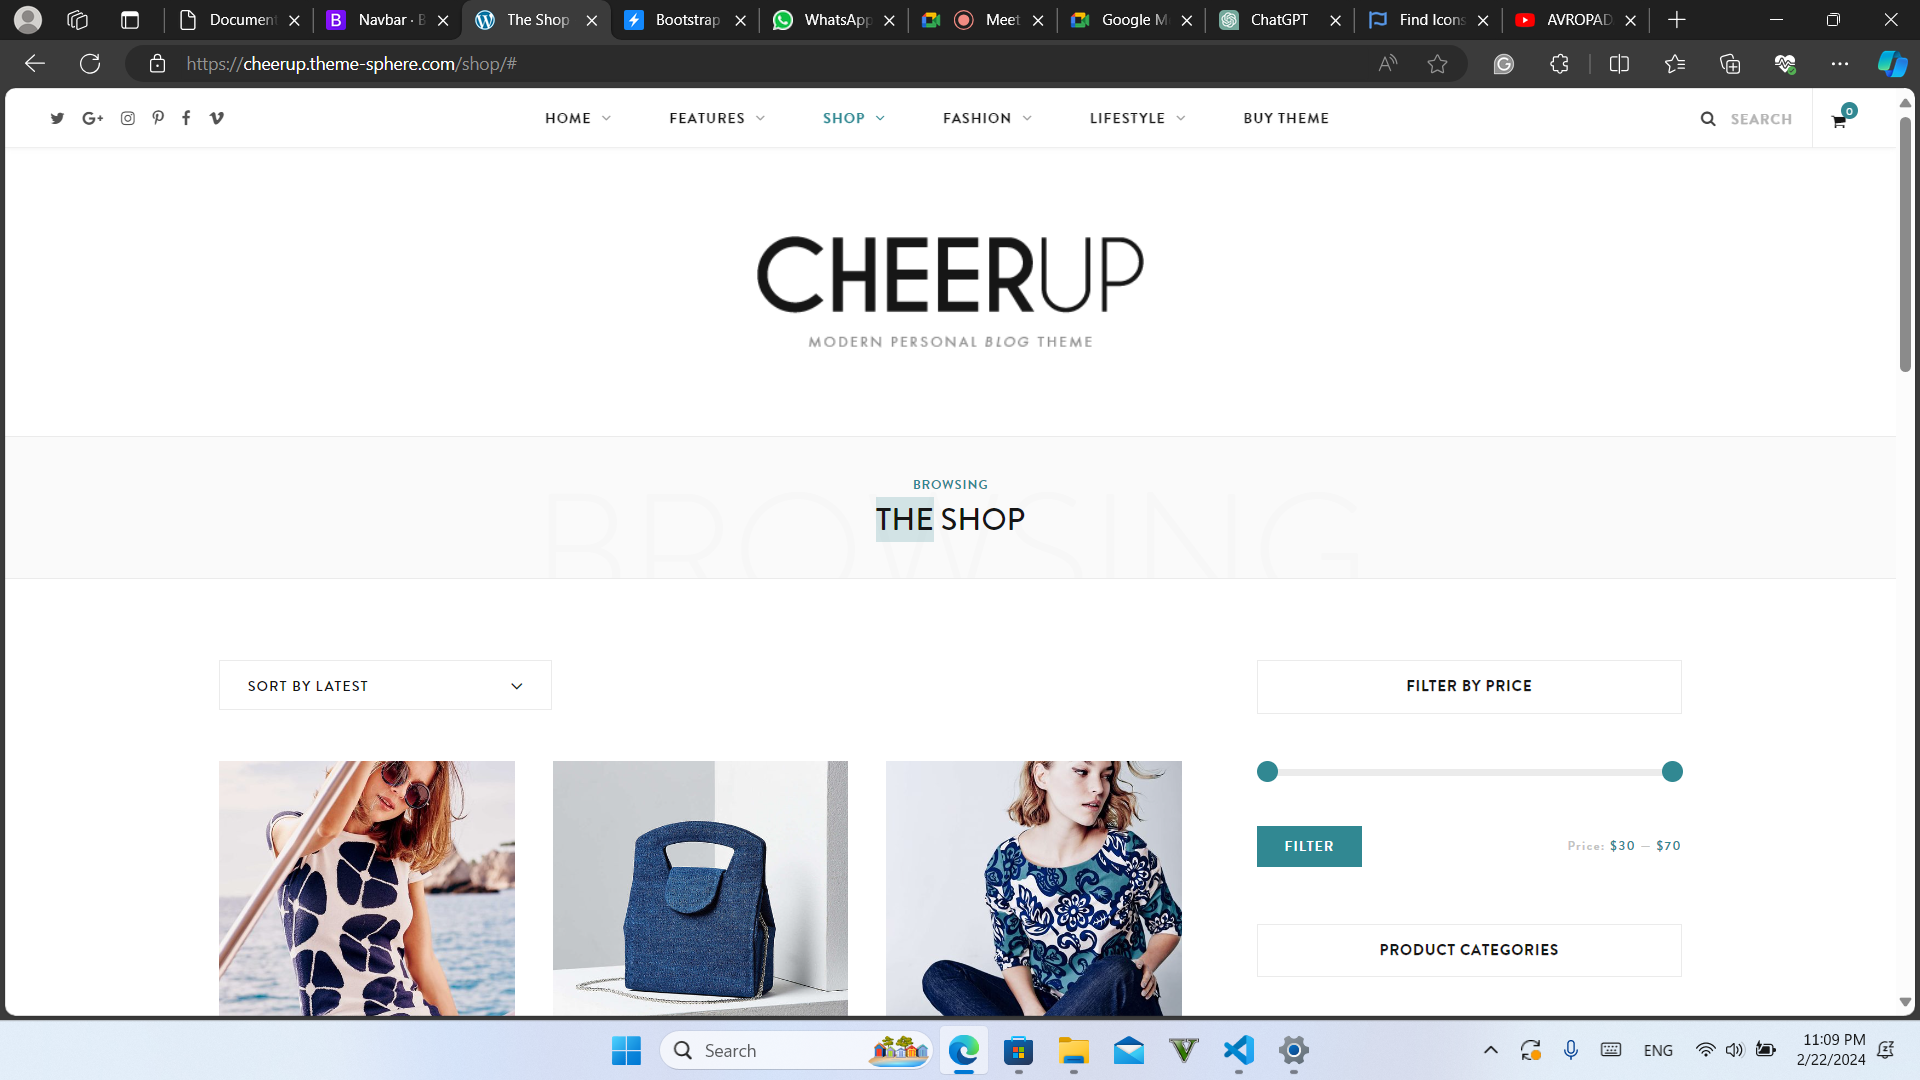 Document
Navbar · B
The Shop
Bootstrap
WhatsApp
Meet
Google M
ChatGPT
Find Icons
AVROPAD
https://cheerup.theme-sphere.com/shop/#
HOME
FEATURES
SHOP
FASHION
LIFESTYLE
BUY THEME
SEARCH
0
CHEERUP
MODERN PERSONAL BLOG THEME
BROWSING
BROWSING
THE SHOP
SORT BY LATEST
FILTER BY PRICE
FILTER
Price: $30 — $70
PRODUCT CATEGORIES
Search
ENG
11:09 PM
2/22/2024